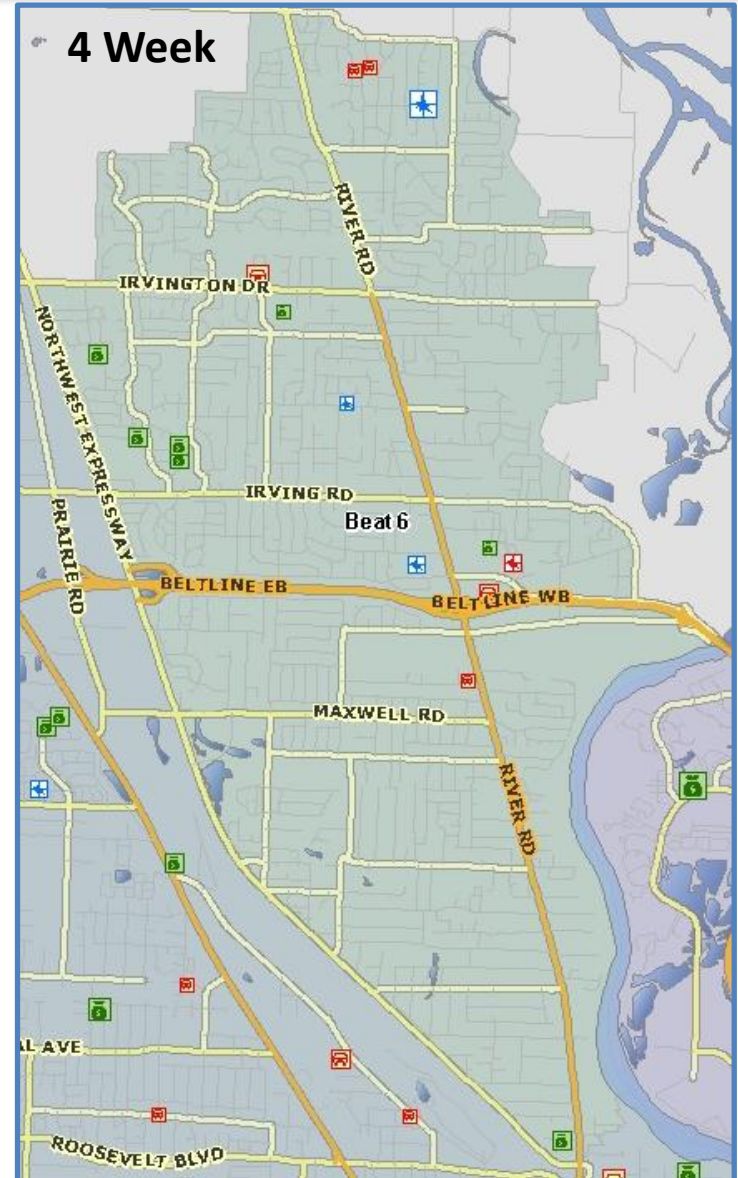 4 Week
RIVER RD
IRVINGTON DR
NORTHWEST EXPRESSWAY
IRVING RD
PRAIRIE RD
Beat 6
BELTLINE EB
BELTLINE WB
MAXWELL RD
RIVER RD
AL AVE
ROOSEVELT BLVD